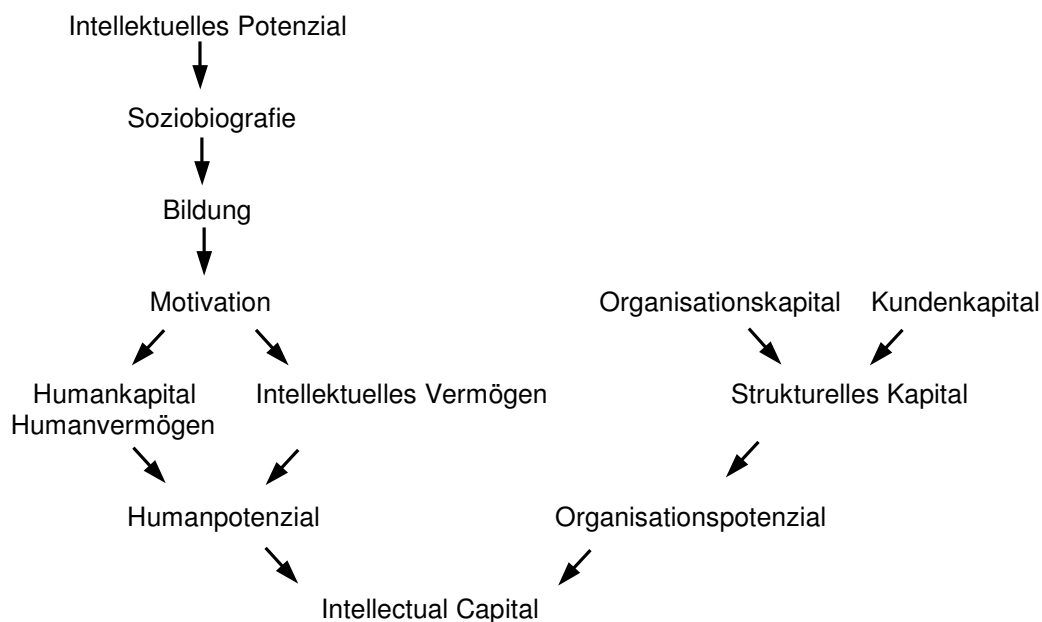 Intellektuelles Potenzial
Soziobiografie
Bildung
Motivation
Organisationskapital
Kundenkapital
Humankapital
Humanvermögen
Intellektuelles Vermögen
Strukturelles Kapital
Humanpotenzial
Organisationspotenzial
Intellectual Capital